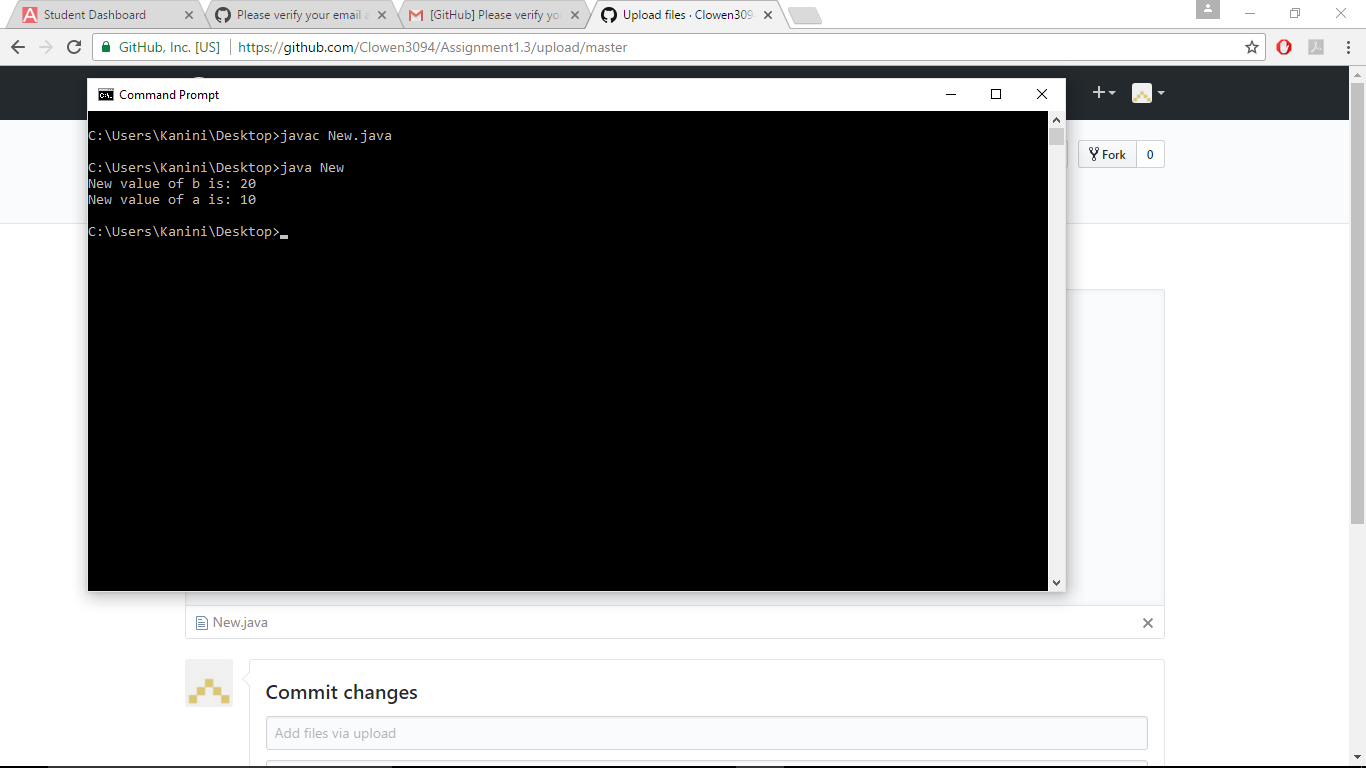 Student Dashboard
Please verify your email a
[GitHub] Please verify yo
Upload files · Clowen309
GitHub, Inc. [US]
https://github.com/Clowen3094/Assignment1.3/upload/master
Command Prompt
C:\Users\Kanini\Desktop>javac New.java
C:\Users\Kanini\Desktop>java New
New value of b is: 20
New value of a is: 10
C:\Users\Kanini\Desktop>
Fork 0
New.java
Commit changes
Add files via upload